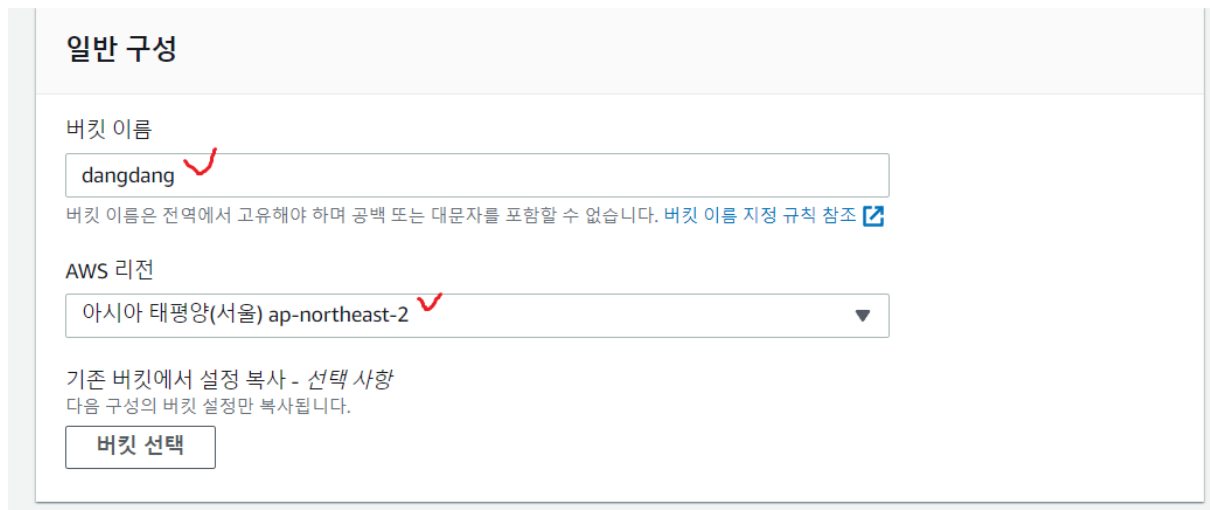 일반 구성
버킷 이름
dangdang
버킷 이름은 전역에서 고유해야 하며 공백 또는 대문자를 포함할 수 없습니다. 버킷 이름 지정 규칙 참조
AWS 리전
아시아 태평양(서울) ap-northeast-2
기존 버킷에서 설정 복사 - 선택 사항
다음 구성의 버킷 설정만 복사됩니다.
버킷 선택